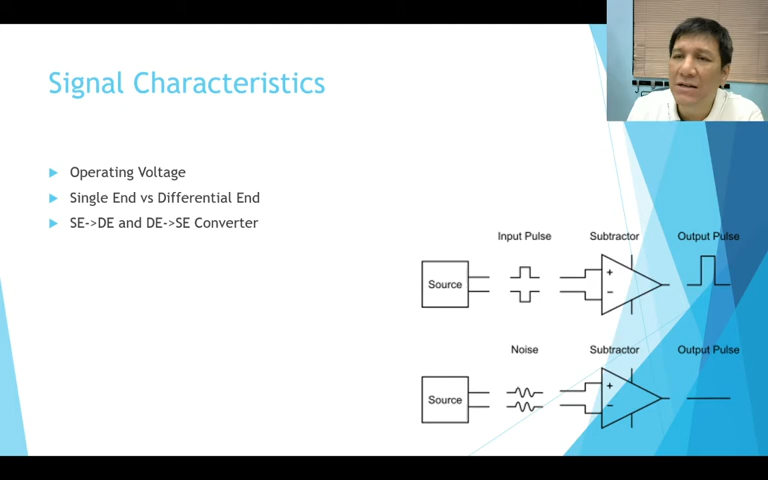 Signal Characteristics
Operating Voltage
Single End vs Differential End
SE->DE and DE->SE Converter
Input Pulse Subtractor Output Pulse
Source + −
Noise Subtractor Output Pulse
Source + −